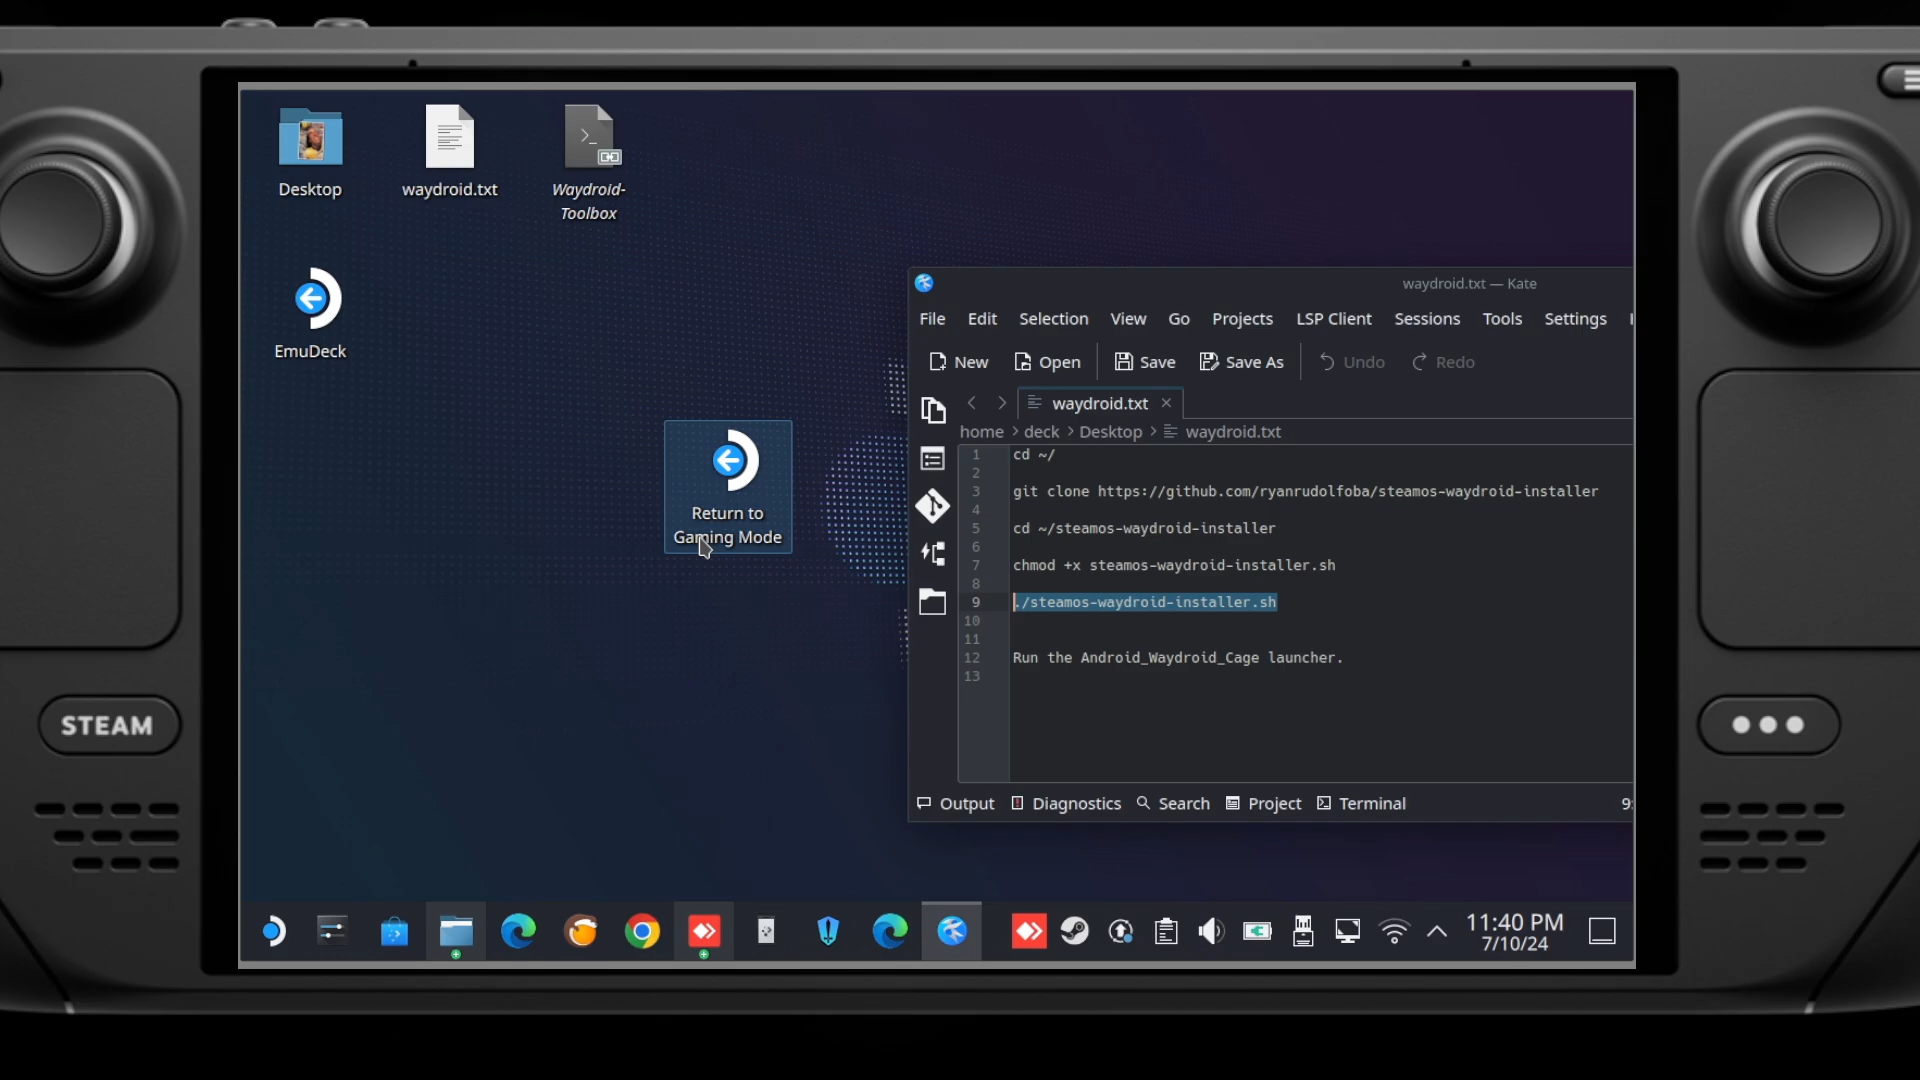 Desktop
waydroid.txt
Waydroid-
Toolbox
EmuDeck
Return to
Gaming Mode
waydroid.txt — Kate
File Edit Selection View Go Projects LSP Client Sessions Tools Settings
New Open Save Save As Undo Redo
waydroid.txt
home > deck > Desktop > waydroid.txt
1 cd ~/
2
3 git clone https://github.com/ryanrudolfoba/steamos-waydroid-installer
4
5 cd ~/steamos-waydroid-installer
6
7 chmod +x steamos-waydroid-installer.sh
8
9 ./steamos-waydroid-installer.sh
10
11
12 Run the Android_Waydroid_Cage launcher.
13
Output Diagnostics Search Project Terminal 9:
STEAM
11:40 PM
7/10/24